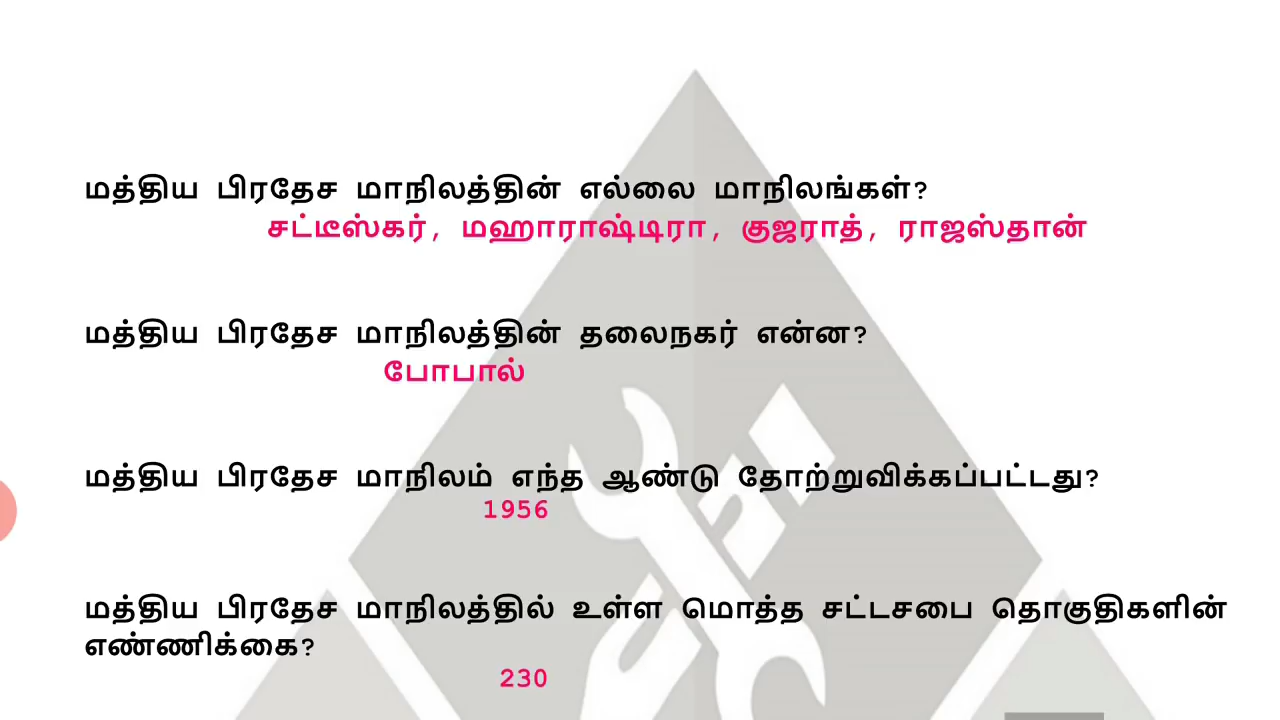 மத்திய பிரதேச மாநிலத்தின் எல்லை மாநிலங்கள்?
சட்டீஸ்கர், மஹாராஷ்டிரா, குஜராத், ராஜஸ்தான்
மத்திய பிரதேச மாநிலத்தின் தலைநகர் என்ன?
போபால்
மத்திய பிரதேச மாநிலம் எந்த ஆண்டு தோற்றுவிக்கப்பட்டது?
1956
மத்திய பிரதேச மாநிலத்தில் உள்ள மொத்த சட்டசபை தொகுதிகளின்
எண்ணிக்கை?
230